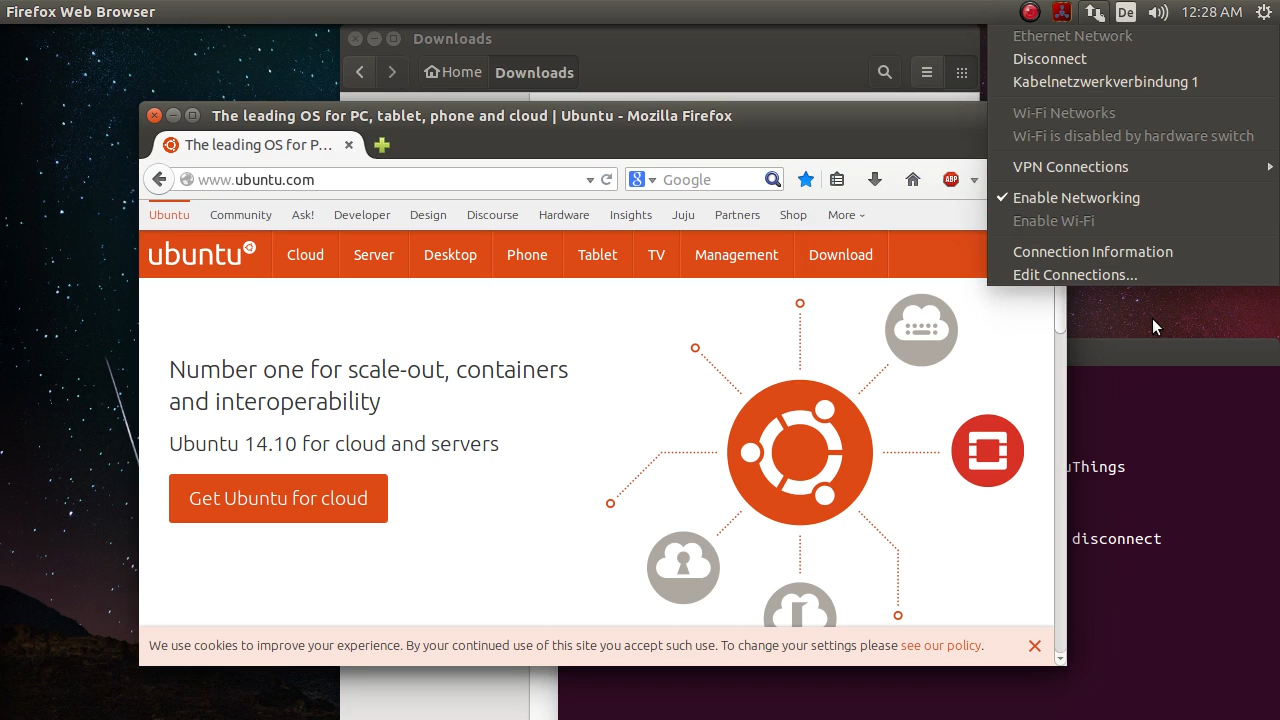 Firefox Web Browser
De
12:28 AM
Downloads
Home
Downloads
The leading OS for PC, tablet, phone and cloud | Ubuntu - Mozilla Firefox
The leading OS for P...
www.ubuntu.com
8
Google
ABP
Ubuntu Community Ask! Developer Design Discourse Hardware Insights Juju Partners Shop More
ubuntu
Cloud Server Desktop Phone Tablet TV Management Download
Number one for scale-out, containers
and interoperability
Ubuntu 14.10 for cloud and servers
Get Ubuntu for cloud
We use cookies to improve your experience. By your continued use of this site you accept such use. To change your settings please see our policy.
Ethernet Network
Disconnect
Kabelnetzwerkverbindung 1
Wi-Fi Networks
Wi-Fi is disabled by hardware switch
VPN Connections
Enable Networking
Enable Wi-Fi
Connection Information
Edit Connections...
uThings
disconnect